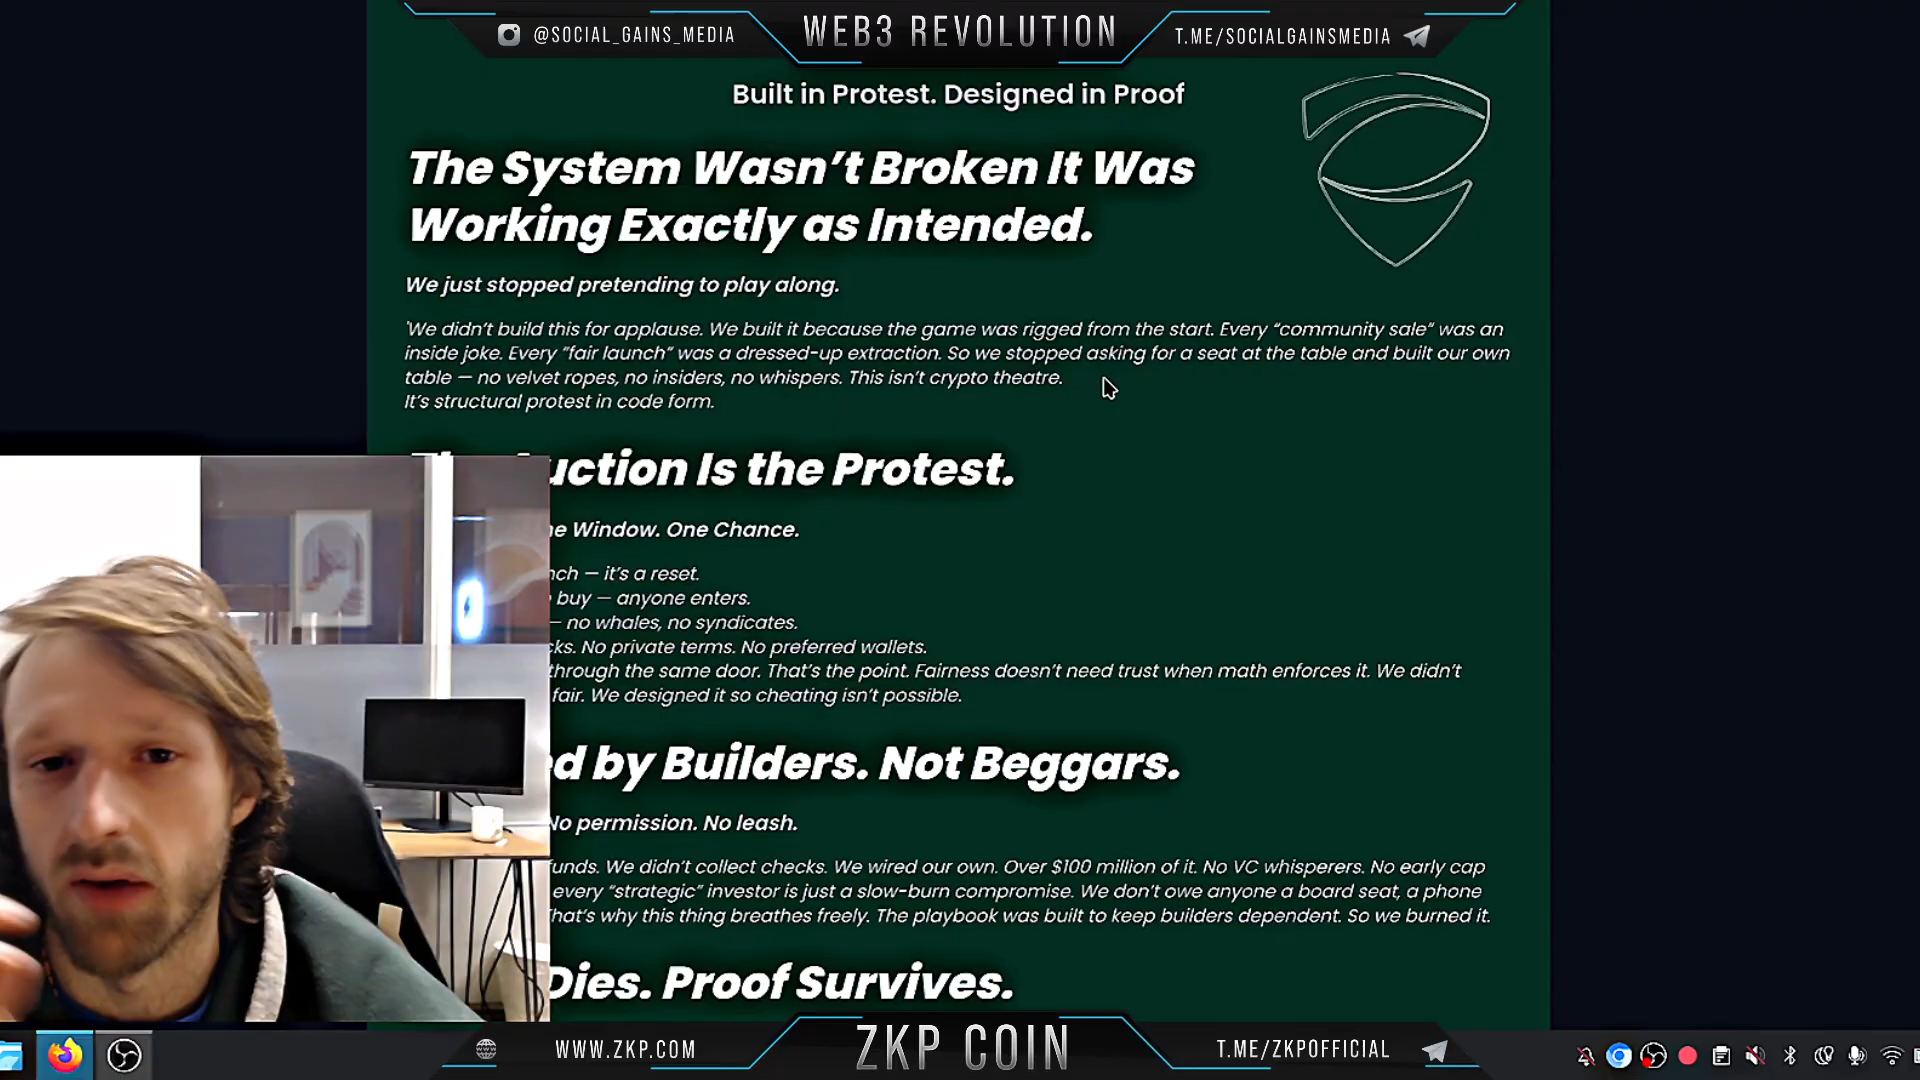 @SOCIAL_GAINS_MEDIA
WEB3 REVOLUTION
T.ME/SOCIALGAINSMEDIA
Built in Protest. Designed in Proof
The System Wasn't Broken It Was
Working Exactly as Intended.
We just stopped pretending to play along.
'We didn't build this for applause. We built it because the game was rigged from the start. Every "community sale" was an
inside joke. Every "fair launch" was a dressed-up extraction. So we stopped asking for a seat at the table and built our own
table — no velvet ropes, no insiders, no whispers. This isn't crypto theatre.
It's structural protest in code form.
Is the Protest.
Window. One Chance.
— it's a reset.
buy — anyone enters.
— no whales, no syndicates.
No private terms. No preferred wallets.
through the same door. That's the point. Fairness doesn't need trust when math enforces it. We didn't
fair. We designed it so cheating isn't possible.
by Builders. Not Beggars.
No permission. No leash.
We didn't collect checks. We wired our own. Over $100 million of it. No VC whisperers. No early cap
every "strategic" investor is just a slow-burn compromise. We don't owe anyone a board seat, a phone
That's why this thing breathes freely. The playbook was built to keep builders dependent. So we burned it.
Dies. Proof Survives.
WWW.ZKP.COM
ZKP COIN
T.ME/ZKPOFFICIAL